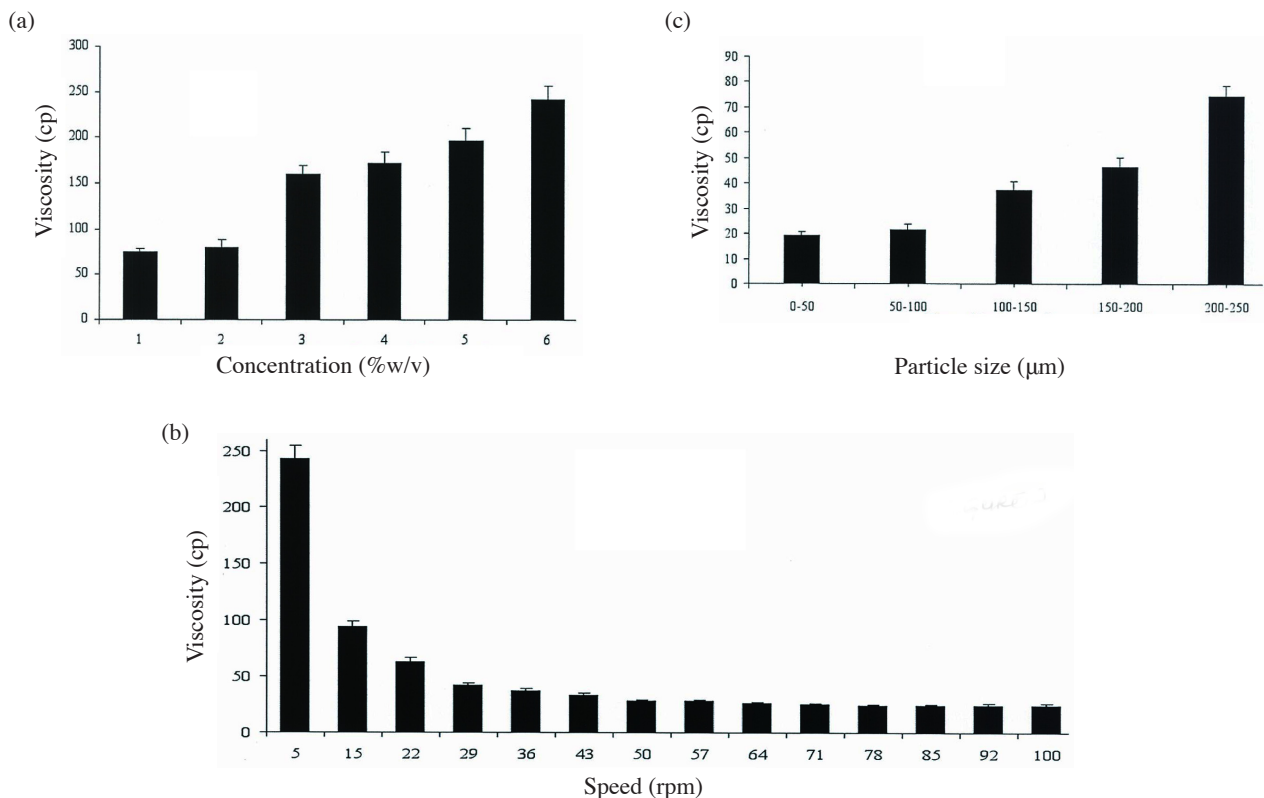 (a)
300
250
200
150
100
50
0
Viscosity (cp)
1 2 3 4 5 6
Concentration (%w/v)
(c)
90
80
70
60
50
40
30
20
10
0
Viscosity (cp)
0-50 50-100 100-150 150-200 200-250
Particle size (μm)
(b)
250
200
150
100
50
0
Viscosity (cp)
5 15 22 29 36 43 50 57 64 71 78 85 92 100
Speed (rpm)